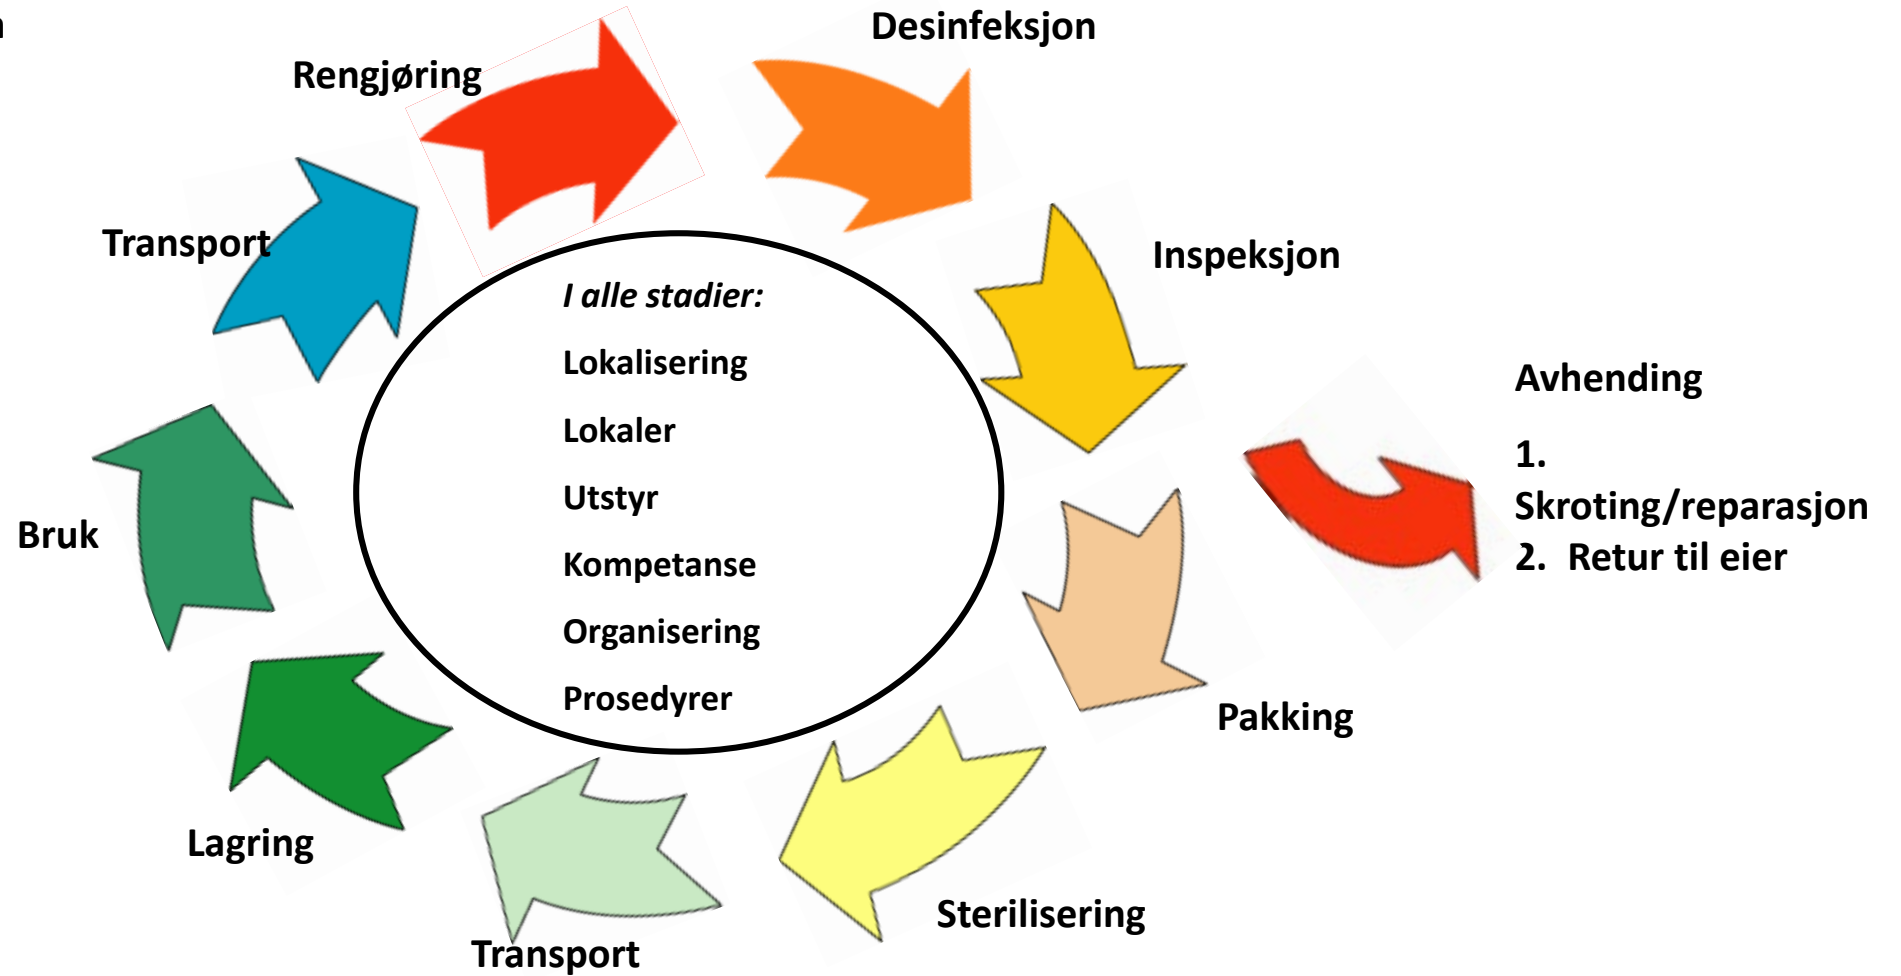 Desinfeksjon
Rengjøring
Transport
Inspeksjon
I alle stadier:
Lokalisering
Lokaler
Utstyr
Kompetanse
Organisering
Prosedyrer
Avhending
1.
Skroting/reparasjon
2. Retur til eier
Bruk
Pakking
Lagring
Sterilisering
Transport